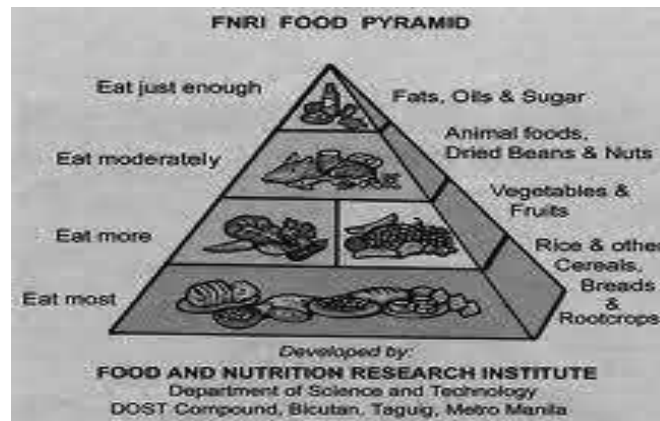 FNRI FOOD PYRAMID
Eat just enough
Fats, Oils & Sugar
Eat moderately
Animal foods,
Dried Beans & Nuts
Eat more
Vegetables &
Fruits
Eat most
Rice & other
Cereals,
Breads
&
Rootcrops
Developed by:
FOOD AND NUTRITION RESEARCH INSTITUTE
Department of Science and Technology
DOST Compound, Bicutan, Taguig, Metro Manila